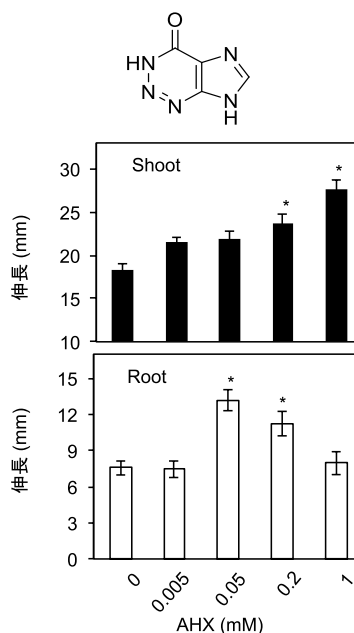 O
HN
N
N
N
N
H
Shoot
*
*
30
25
20
15
10
伸長 (mm)
Root
*
*
15
12
9
6
3
0
伸長 (mm)
0
0.005
0.05
0.2
1
AHX (mM)